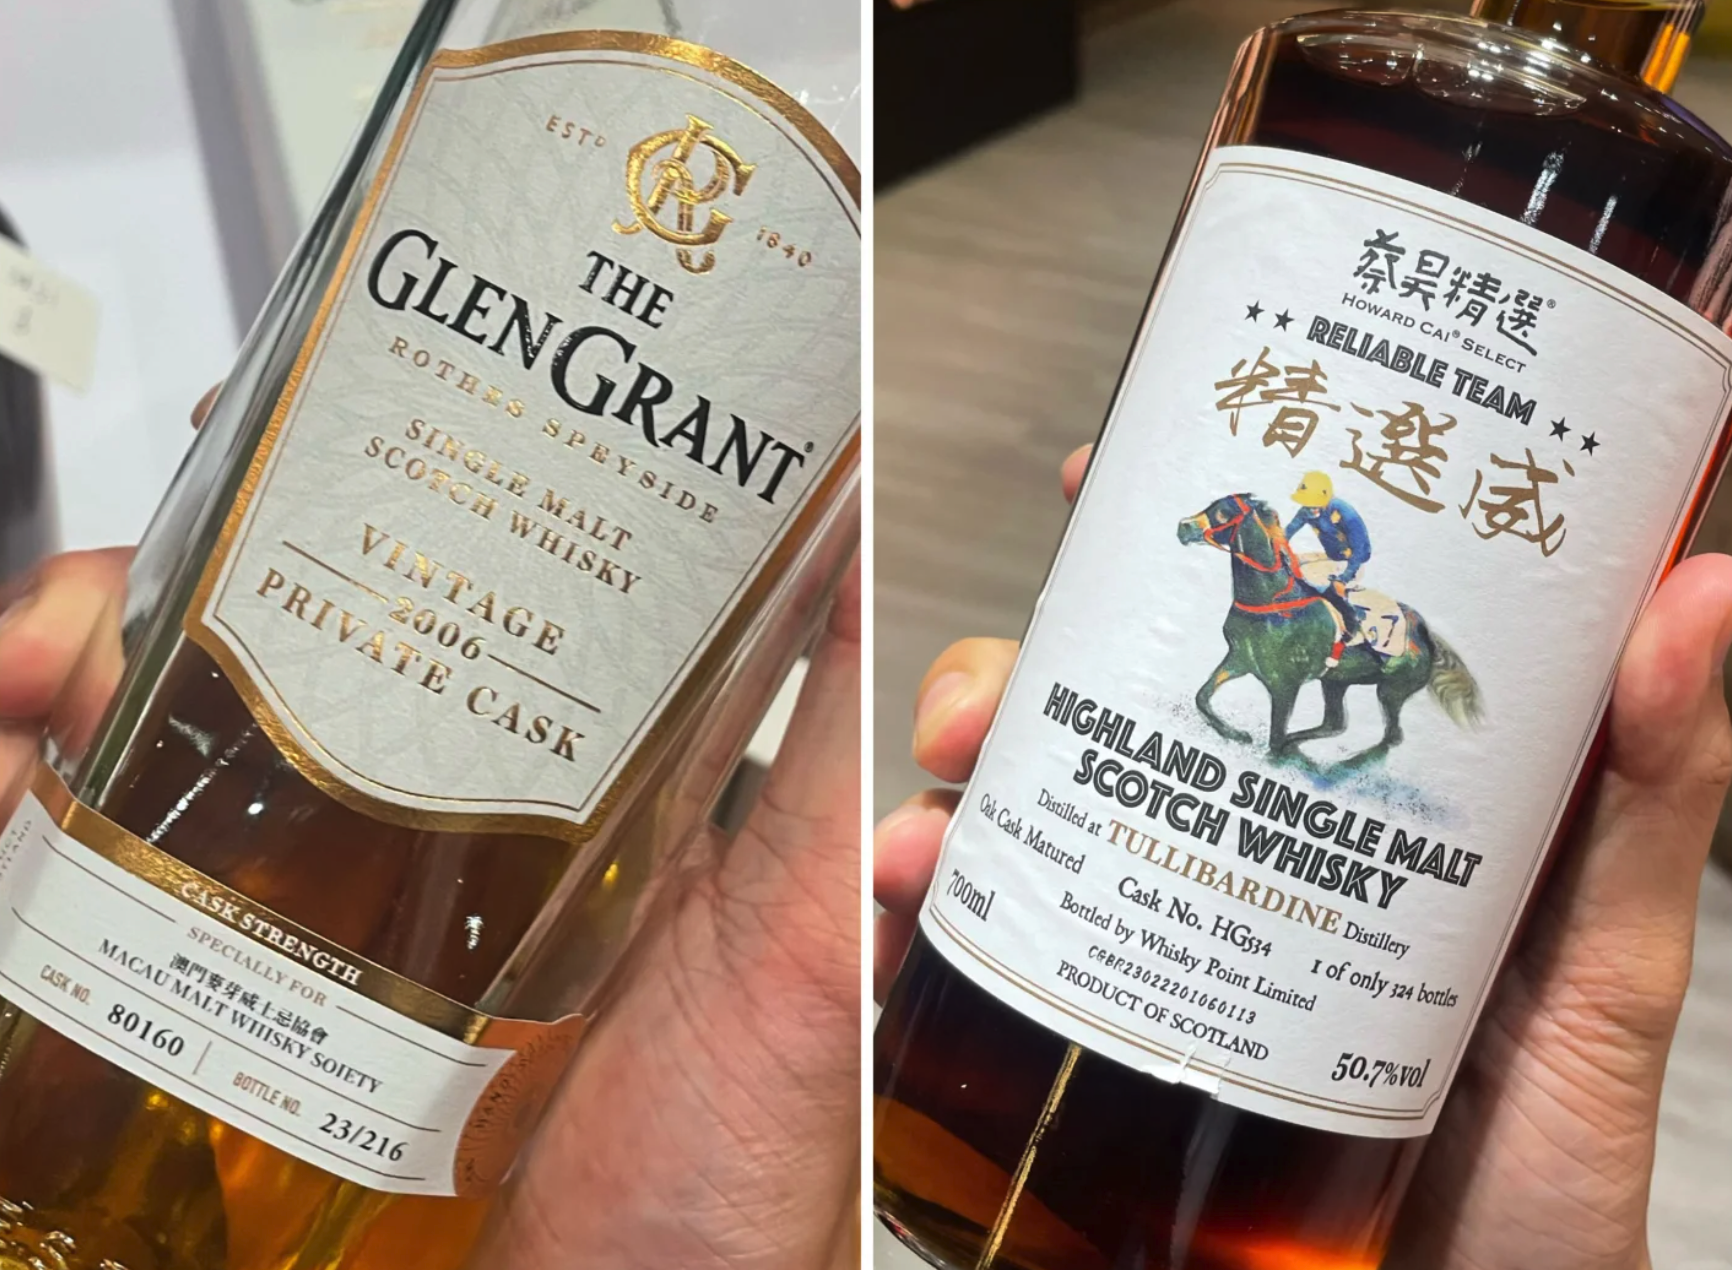 ESTD 1840
THE
GLENGRANT®
ROTHES SPEYSIDE
SINGLE MALT
SCOTCH WHISKY
VINTAGE
2006
PRIVATE CASK
CASK STRENGTH
SPECIALLY FOR
澳門麥芽威士忌協會
MACAU MALT WHISKY SOIETY
CASK NO. 80160 BOTTLE NO. 23/216
蔡昊精選®
HOWARD CAI® SELECT
★★ RELIABLE TEAM ★★
精選威
7
HIGHLAND SINGLE MALT
SCOTCH WHISKY
Distilled at TULLIBARDINE Distillery
Oak Cask Matured Cask No. HG534 1 of only 324 bottles
700ml Bottled by Whisky Point Limited
CGBR23022201060113
PRODUCT OF SCOTLAND
50.7%vol